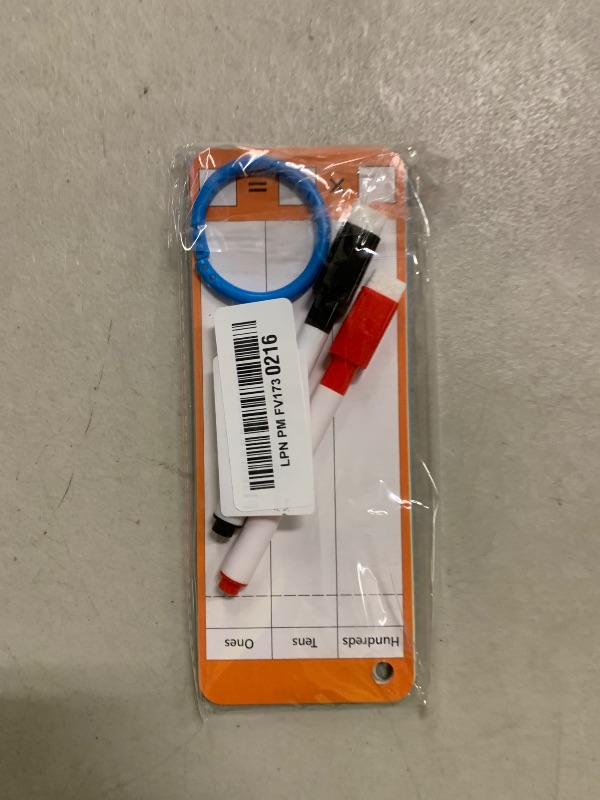 = ×
LPN PM FV173 0216
Hundreds Tens Ones